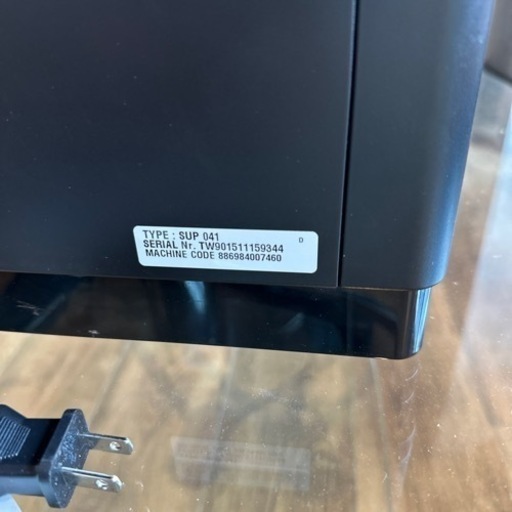 TYPE : SUP 041 D
SERIAL Nr. TW901511159344
MACHINE CODE 886984007460